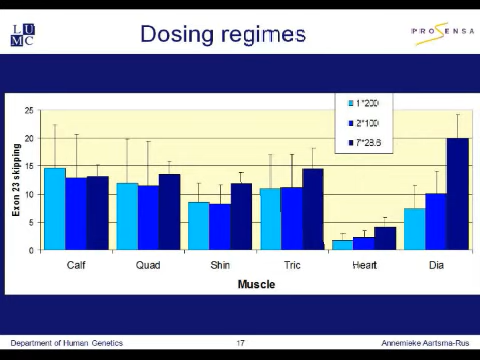 L U
M C
Dosing regimes
PROSENSA
1*200
2*100
7*28.6
25
20
15
10
5
0
Exon 23 skipping
Calf Quad Shin Tric Heart Dia
Muscle
Department of Human Genetics 17 Annemieke Aartsma-Rus